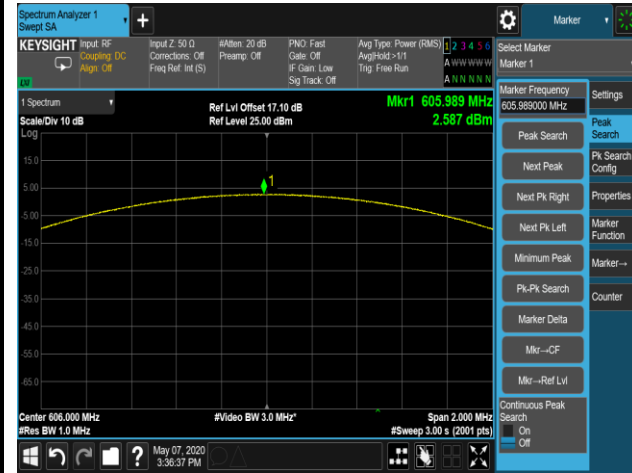 Spectrum Analyzer 1
Swept SA
+
Marker
KEYSIGHT
Input: RF
Coupling: DC
Align: Off
Input Z: 50 Ω
Corrections: Off
Freq Ref: Int (S)
#Atten: 20 dB
Preamp: Off
PNO: Fast
Gate: Off
IF Gain: Low
Sig Track: Off
Avg Type: Power (RMS)
Avg|Hold:>1/1
Trig: Free Run
1 2 3 4 5 6
A W W W W W
A N N N N N
Select Marker
Marker 1
1 Spectrum
Scale/Div 10 dB
Log
Ref Lvl Offset 17.10 dB
Ref Level 25.00 dBm
Mkr1 605.989 MHz
2.587 dBm
15.0
5.00
-5.00
-15.0
-25.0
-35.0
-45.0
-55.0
-65.0
1
Center 606.000 MHz
#Res BW 1.0 MHz
#Video BW 3.0 MHz*
Span 2.000 MHz
#Sweep 3.00 s (2001 pts)
Marker Frequency
605.989000 MHz
Peak Search
Next Peak
Next Pk Right
Next Pk Left
Minimum Peak
Pk-Pk Search
Marker Delta
Mkr→CF
Mkr→Ref Lvl
Continuous Peak
Search
On
Off
Settings
Peak
Search
Pk Search
Config
Properties
Marker
Function
Marker→
Counter
?
May 07, 2020
3:36:37 PM